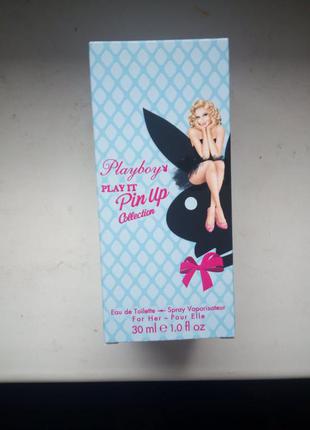 Playboy
PLAY IT
Pin Up
Collection
Eau de Toilette - Spray Vaporisateur
For Her - Pour Elle
30 ml e 1.0 fl oz